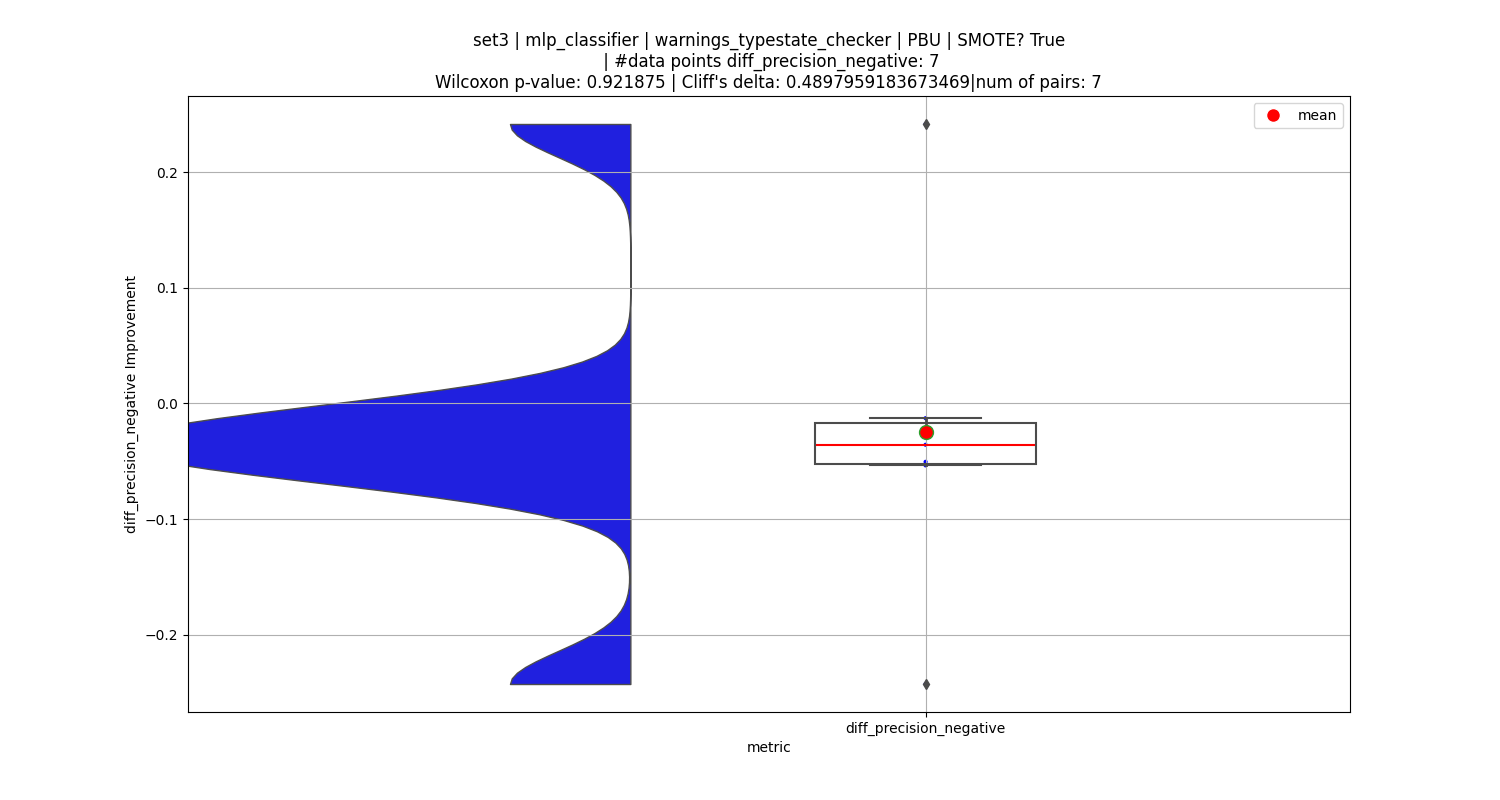 set3 | mlp_classifier | warnings_typestate_checker | PBU | SMOTE? True
| #data points diff_precision_negative: 7
Wilcoxon p-value: 0.921875 | Cliff's delta: 0.4897959183673469|num of pairs: 7
mean
0.2
0.1
0.0
−0.1
−0.2
diff_precision_negative Improvement
diff_precision_negative
metric